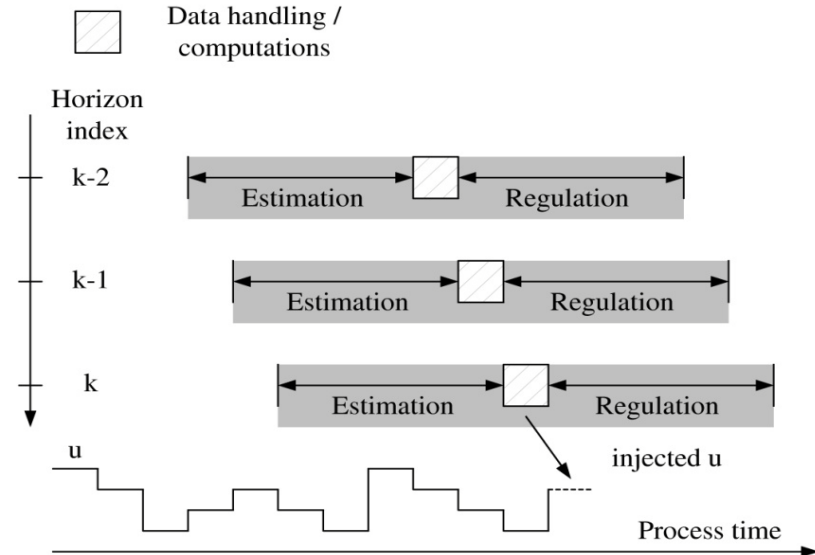 Data handling /
computations
Horizon
index
k-2
Estimation
Regulation
k-1
Estimation
Regulation
k
Estimation
Regulation
u
injected u
Process time